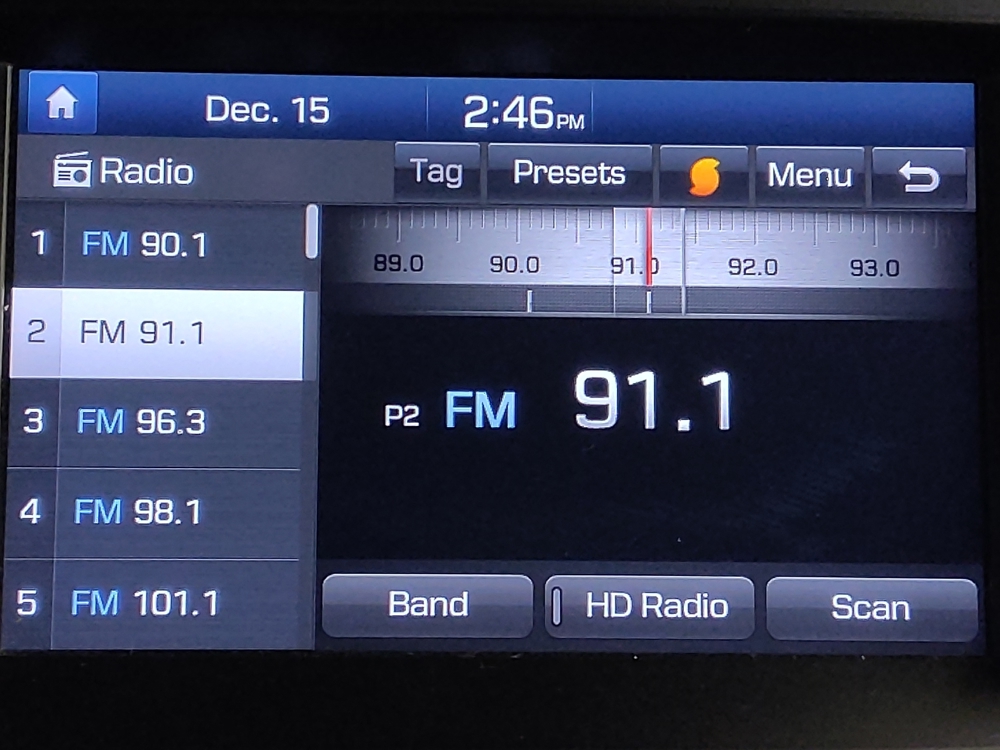 Dec. 15 2:46PM
Radio Tag Presets Menu
1 FM 90.1
2 FM 91.1
3 FM 96.3
4 FM 98.1
5 FM 101.1
89.0 90.0 91.0 92.0 93.0
P2 FM 91.1
Band HD Radio Scan